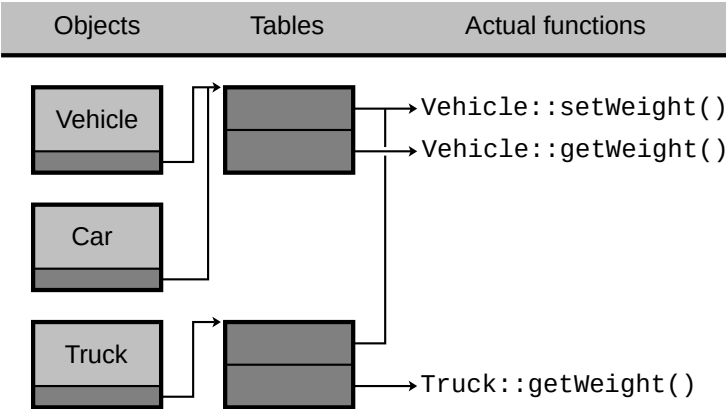 Objects Tables Actual functions
Vehicle
Vehicle::setWeight()
Vehicle::getWeight()
Car
Truck
Truck::getWeight()